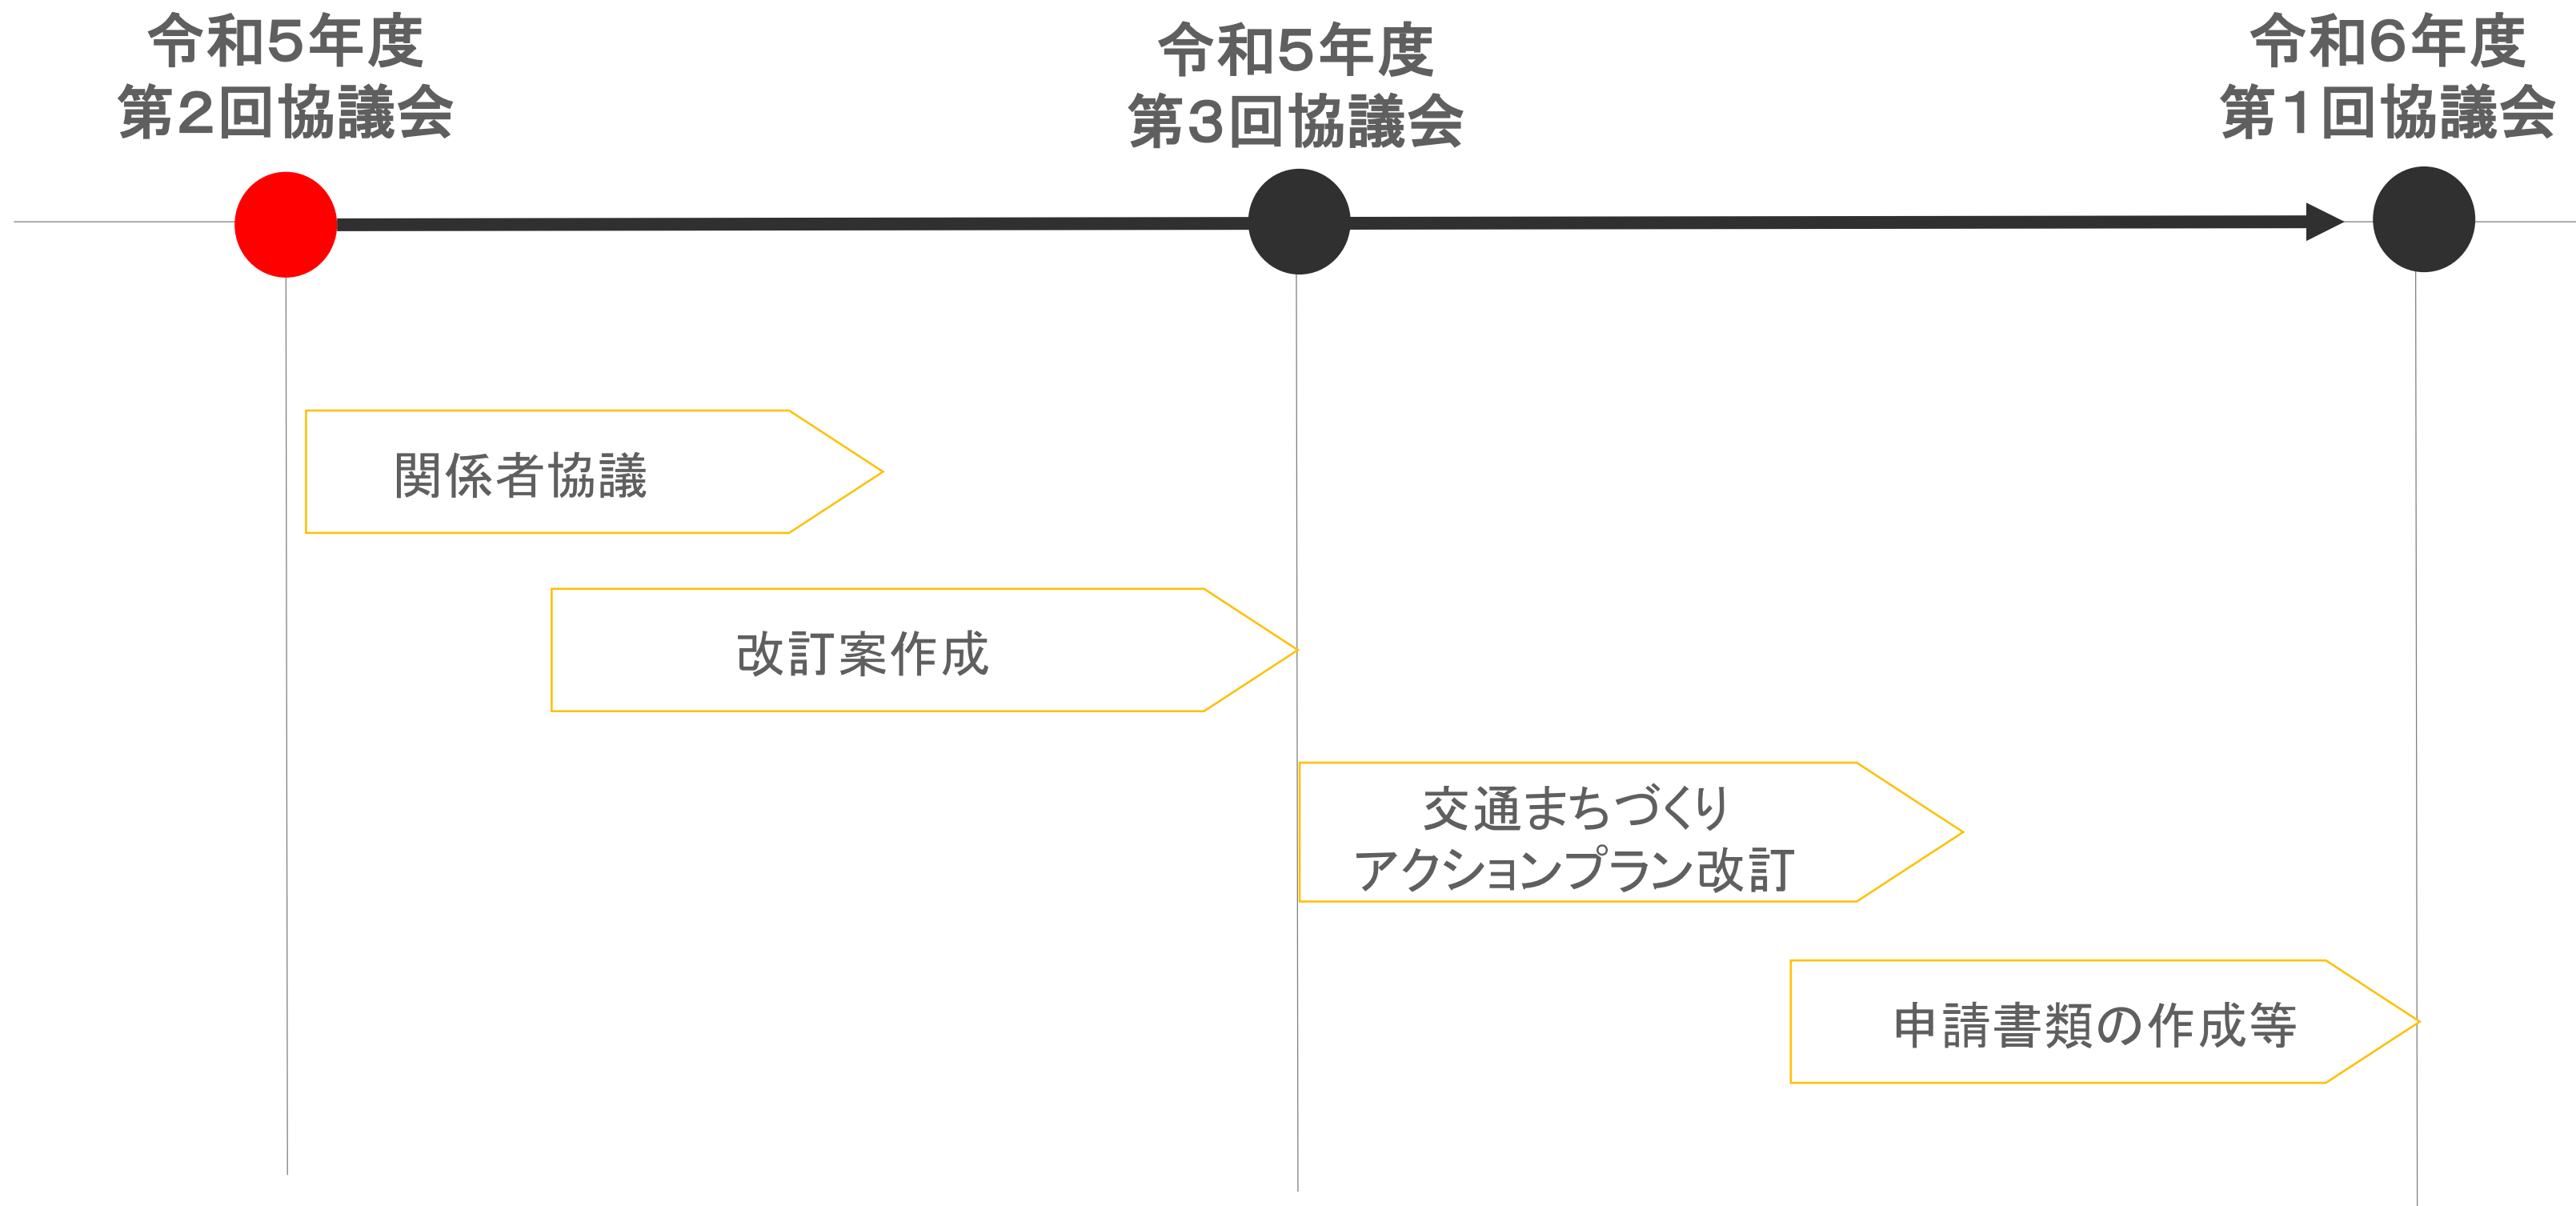 令和5年度
第2回協議会
令和5年度
第3回協議会
令和6年度
第1回協議会
関係者協議
改訂案作成
交通まちづくり
アクションプラン改訂
申請書類の作成等